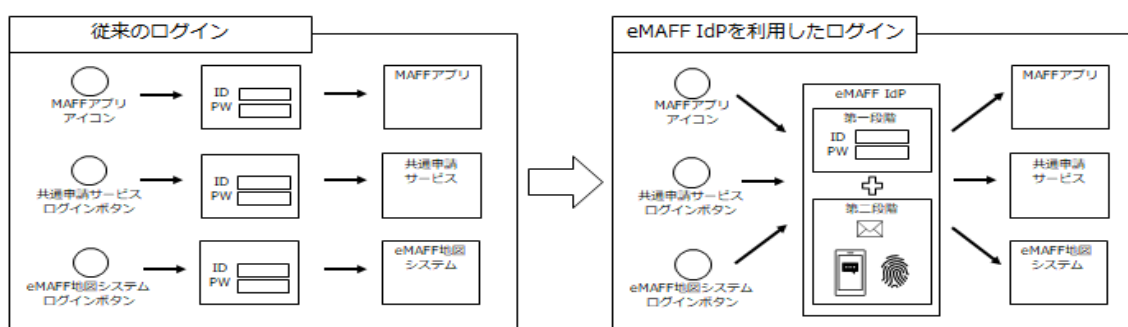 従来のログイン
MAFFアプリ
アイコン
ID
PW
MAFFアプリ
共通申請サービス
ログインボタン
ID
PW
共通申請
サービス
eMAFF地図システム
ログインボタン
ID
PW
eMAFF地図
システム
eMAFF IdPを利用したログイン
MAFFアプリ
アイコン
共通申請サービス
ログインボタン
eMAFF地図システム
ログインボタン
eMAFF IdP
第一段階
ID
PW
第二段階
MAFFアプリ
共通申請
サービス
eMAFF地図
システム